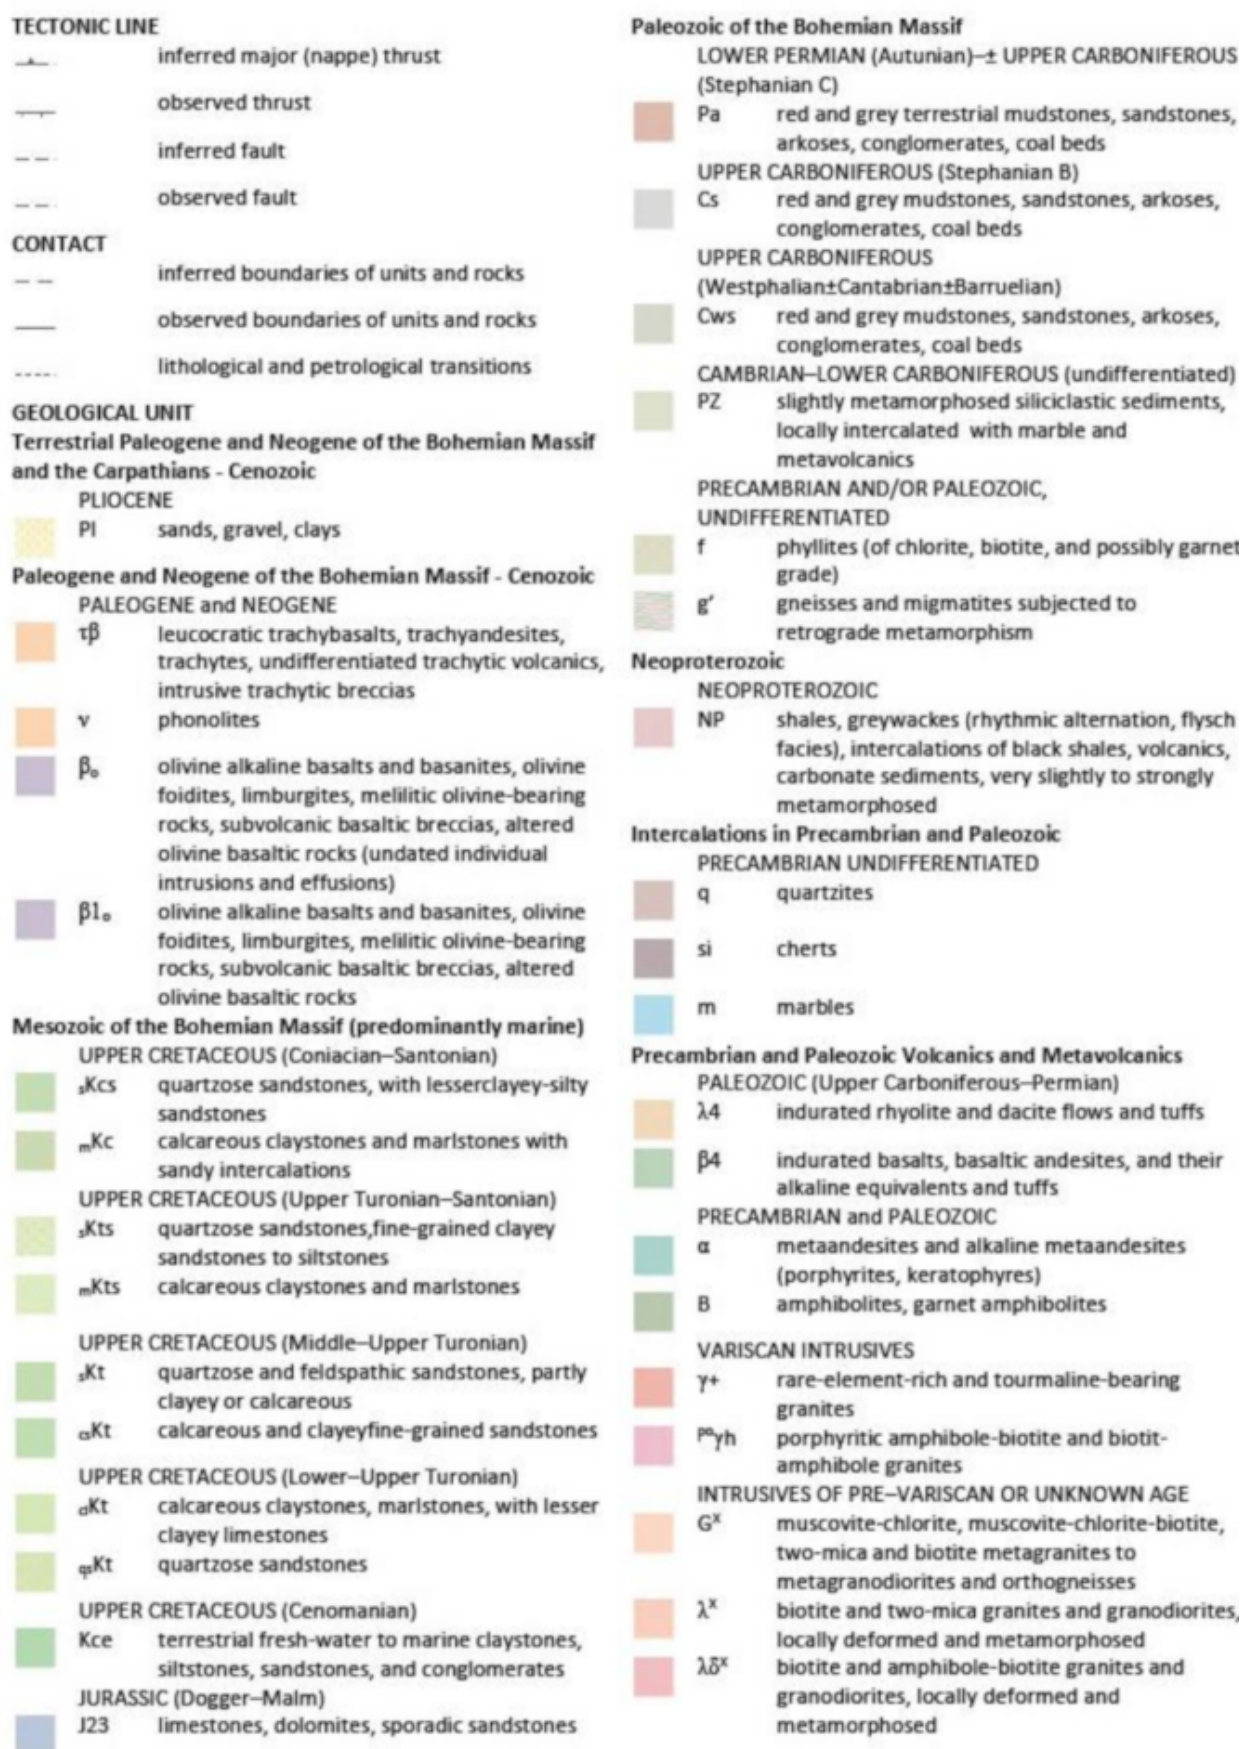 TECTONIC LINE
inferred major (nappe) thrust
observed thrust
inferred fault
observed fault
CONTACT
inferred boundaries of units and rocks
observed boundaries of units and rocks
lithological and petrological transitions
GEOLOGICAL UNIT
Terrestrial Paleogene and Neogene of the Bohemian Massif
and the Carpathians - Cenozoic
PLIOCENE
Pl sands, gravel, clays
Paleogene and Neogene of the Bohemian Massif - Cenozoic
PALEOGENE and NEOGENE
τβ leucocratic trachybasalts, trachyandesites,
trachytes, undifferentiated trachytic volcanics,
intrusive trachytic breccias
ν phonolites
βₒ olivine alkaline basalts and basanites, olivine
foidites, limburgites, melilitic olivine-bearing
rocks, subvolcanic basaltic breccias, altered
olivine basaltic rocks (undated individual
intrusions and effusions)
β1ₒ olivine alkaline basalts and basanites, olivine
foidites, limburgites, melilitic olivine-bearing
rocks, subvolcanic basaltic breccias, altered
olivine basaltic rocks
Mesozoic of the Bohemian Massif (predominantly marine)
UPPER CRETACEOUS (Coniacian–Santonian)
ₛKcs quartzose sandstones, with lesserclayey-silty
sandstones
ₘKc calcareous claystones and marlstones with
sandy intercalations
UPPER CRETACEOUS (Upper Turonian–Santonian)
ₛKts quartzose sandstones,fine-grained clayey
sandstones to siltstones
ₘKts calcareous claystones and marlstones
UPPER CRETACEOUS (Middle–Upper Turonian)
ₛKt quartzose and feldspathic sandstones, partly
clayey or calcareous
csKt calcareous and clayeyfine-grained sandstones
UPPER CRETACEOUS (Lower–Upper Turonian)
clKt calcareous claystones, marlstones, with lesser
clayey limestones
qsKt quartzose sandstones
UPPER CRETACEOUS (Cenomanian)
Kce terrestrial fresh-water to marine claystones,
siltstones, sandstones, and conglomerates
JURASSIC (Dogger–Malm)
J23 limestones, dolomites, sporadic sandstones
Paleozoic of the Bohemian Massif
LOWER PERMIAN (Autunian)–± UPPER CARBONIFEROUS
(Stephanian C)
Pa red and grey terrestrial mudstones, sandstones,
arkoses, conglomerates, coal beds
UPPER CARBONIFEROUS (Stephanian B)
Cs red and grey mudstones, sandstones, arkoses,
conglomerates, coal beds
UPPER CARBONIFEROUS
(Westphalian±Cantabrian±Barruelian)
Cws red and grey mudstones, sandstones, arkoses,
conglomerates, coal beds
CAMBRIAN–LOWER CARBONIFEROUS (undifferentiated)
PZ slightly metamorphosed siliciclastic sediments,
locally intercalated with marble and
metavolcanics
PRECAMBRIAN AND/OR PALEOZOIC,
UNDIFFERENTIATED
f phyllites (of chlorite, biotite, and possibly garnet
grade)
g′ gneisses and migmatites subjected to
retrograde metamorphism
Neoproterozoic
NEOPROTEROZOIC
NP shales, greywackes (rhythmic alternation, flysch
facies), intercalations of black shales, volcanics,
carbonate sediments, very slightly to strongly
metamorphosed
Intercalations in Precambrian and Paleozoic
PRECAMBRIAN UNDIFFERENTIATED
q quartzites
si cherts
m marbles
Precambrian and Paleozoic Volcanics and Metavolcanics
PALEOZOIC (Upper Carboniferous–Permian)
λ4 indurated rhyolite and dacite flows and tuffs
β4 indurated basalts, basaltic andesites, and their
alkaline equivalents and tuffs
PRECAMBRIAN and PALEOZOIC
α metaandesites and alkaline metaandesites
(porphyrites, keratophyres)
B amphibolites, garnet amphibolites
VARISCAN INTRUSIVES
γ+ rare-element-rich and tourmaline-bearing
granites
ᵖᵅγh porphyritic amphibole-biotite and biotit-
amphibole granites
INTRUSIVES OF PRE–VARISCAN OR UNKNOWN AGE
Gˣ muscovite-chlorite, muscovite-chlorite-biotite,
two-mica and biotite metagranites to
metagranodiorites and orthogneisses
λˣ biotite and two-mica granites and granodiorites,
locally deformed and metamorphosed
λδˣ biotite and amphibole-biotite granites and
granodiorites, locally deformed and
metamorphosed